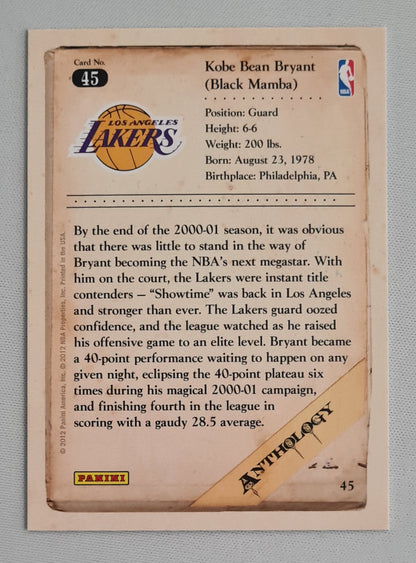 Card No.
45
LOS ANGELES
LAKERS
Kobe Bean Bryant
(Black Mamba)
NBA
Position: Guard
Height: 6-6
Weight: 200 lbs.
Born: August 23, 1978
Birthplace: Philadelphia, PA
By the end of the 2000-01 season, it was obvious
that there was little to stand in the way of
Bryant becoming the NBA's next megastar. With
him on the court, the Lakers were instant title
contenders — “Showtime” was back in Los Angeles
and stronger than ever. The Lakers guard oozed
confidence, and the league watched as he raised
his offensive game to an elite level. Bryant became
a 40-point performance waiting to happen on any
given night, eclipsing the 40-point plateau six
times during his magical 2000-01 campaign,
and finishing fourth in the league in
scoring with a gaudy 28.5 average.
© 2012 Panini America, Inc. © 2012 NBA Properties, Inc. Printed in the USA.
PANINI
ANTHOLOGY
45